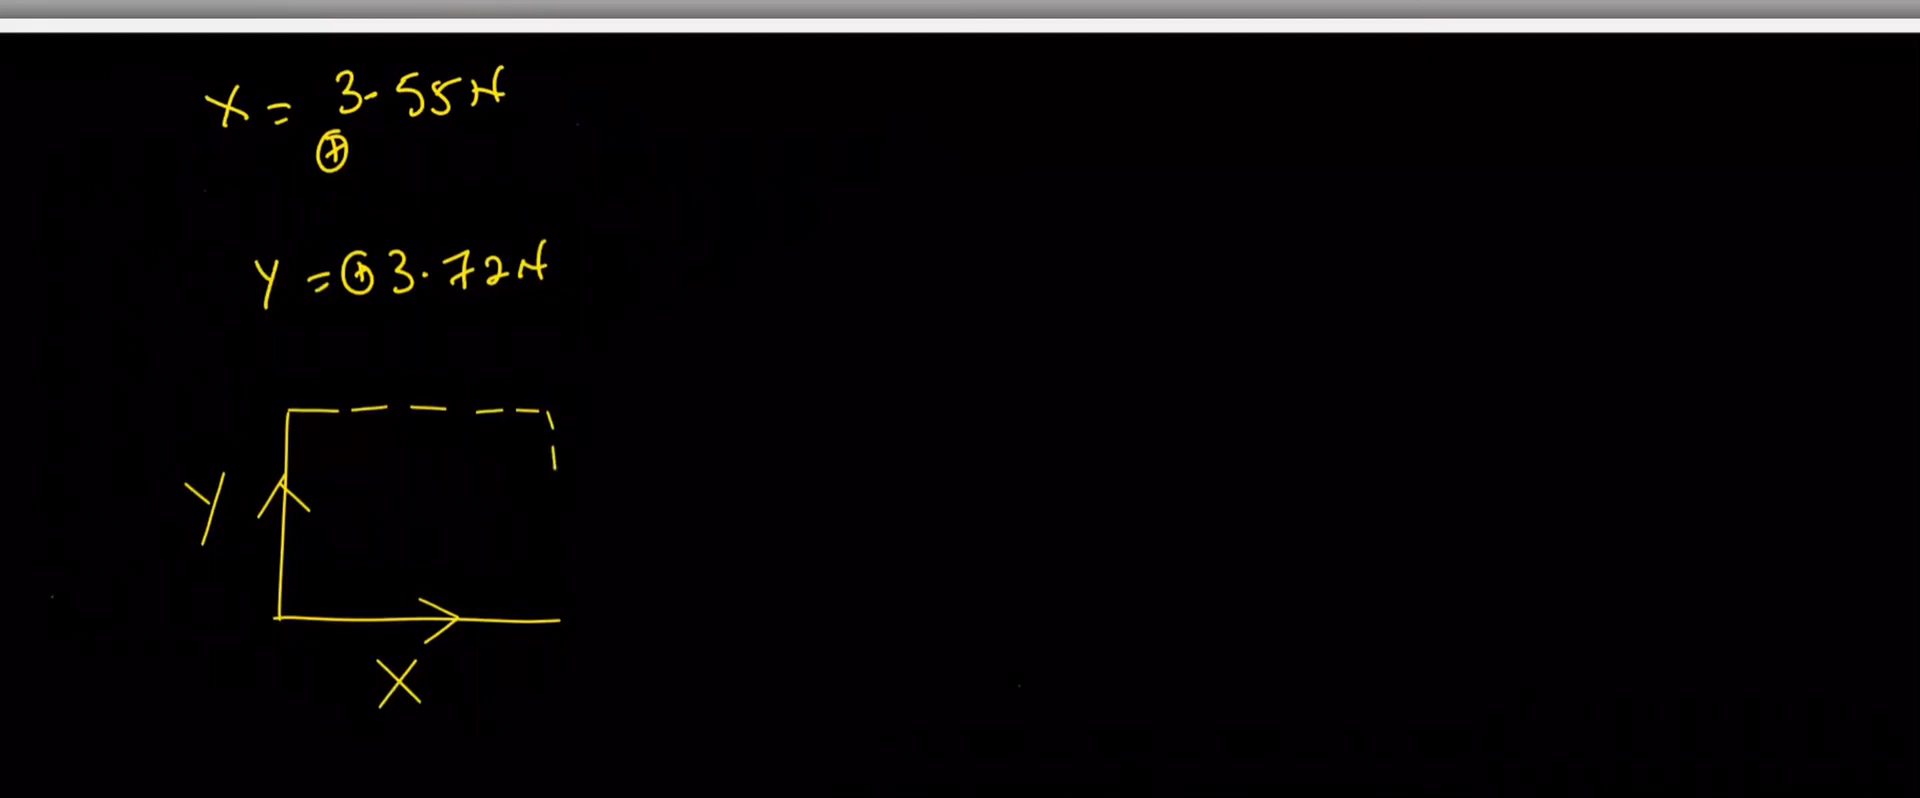 X = 3.55N
⊕
Y = ⊕ 3.72N
Y
X